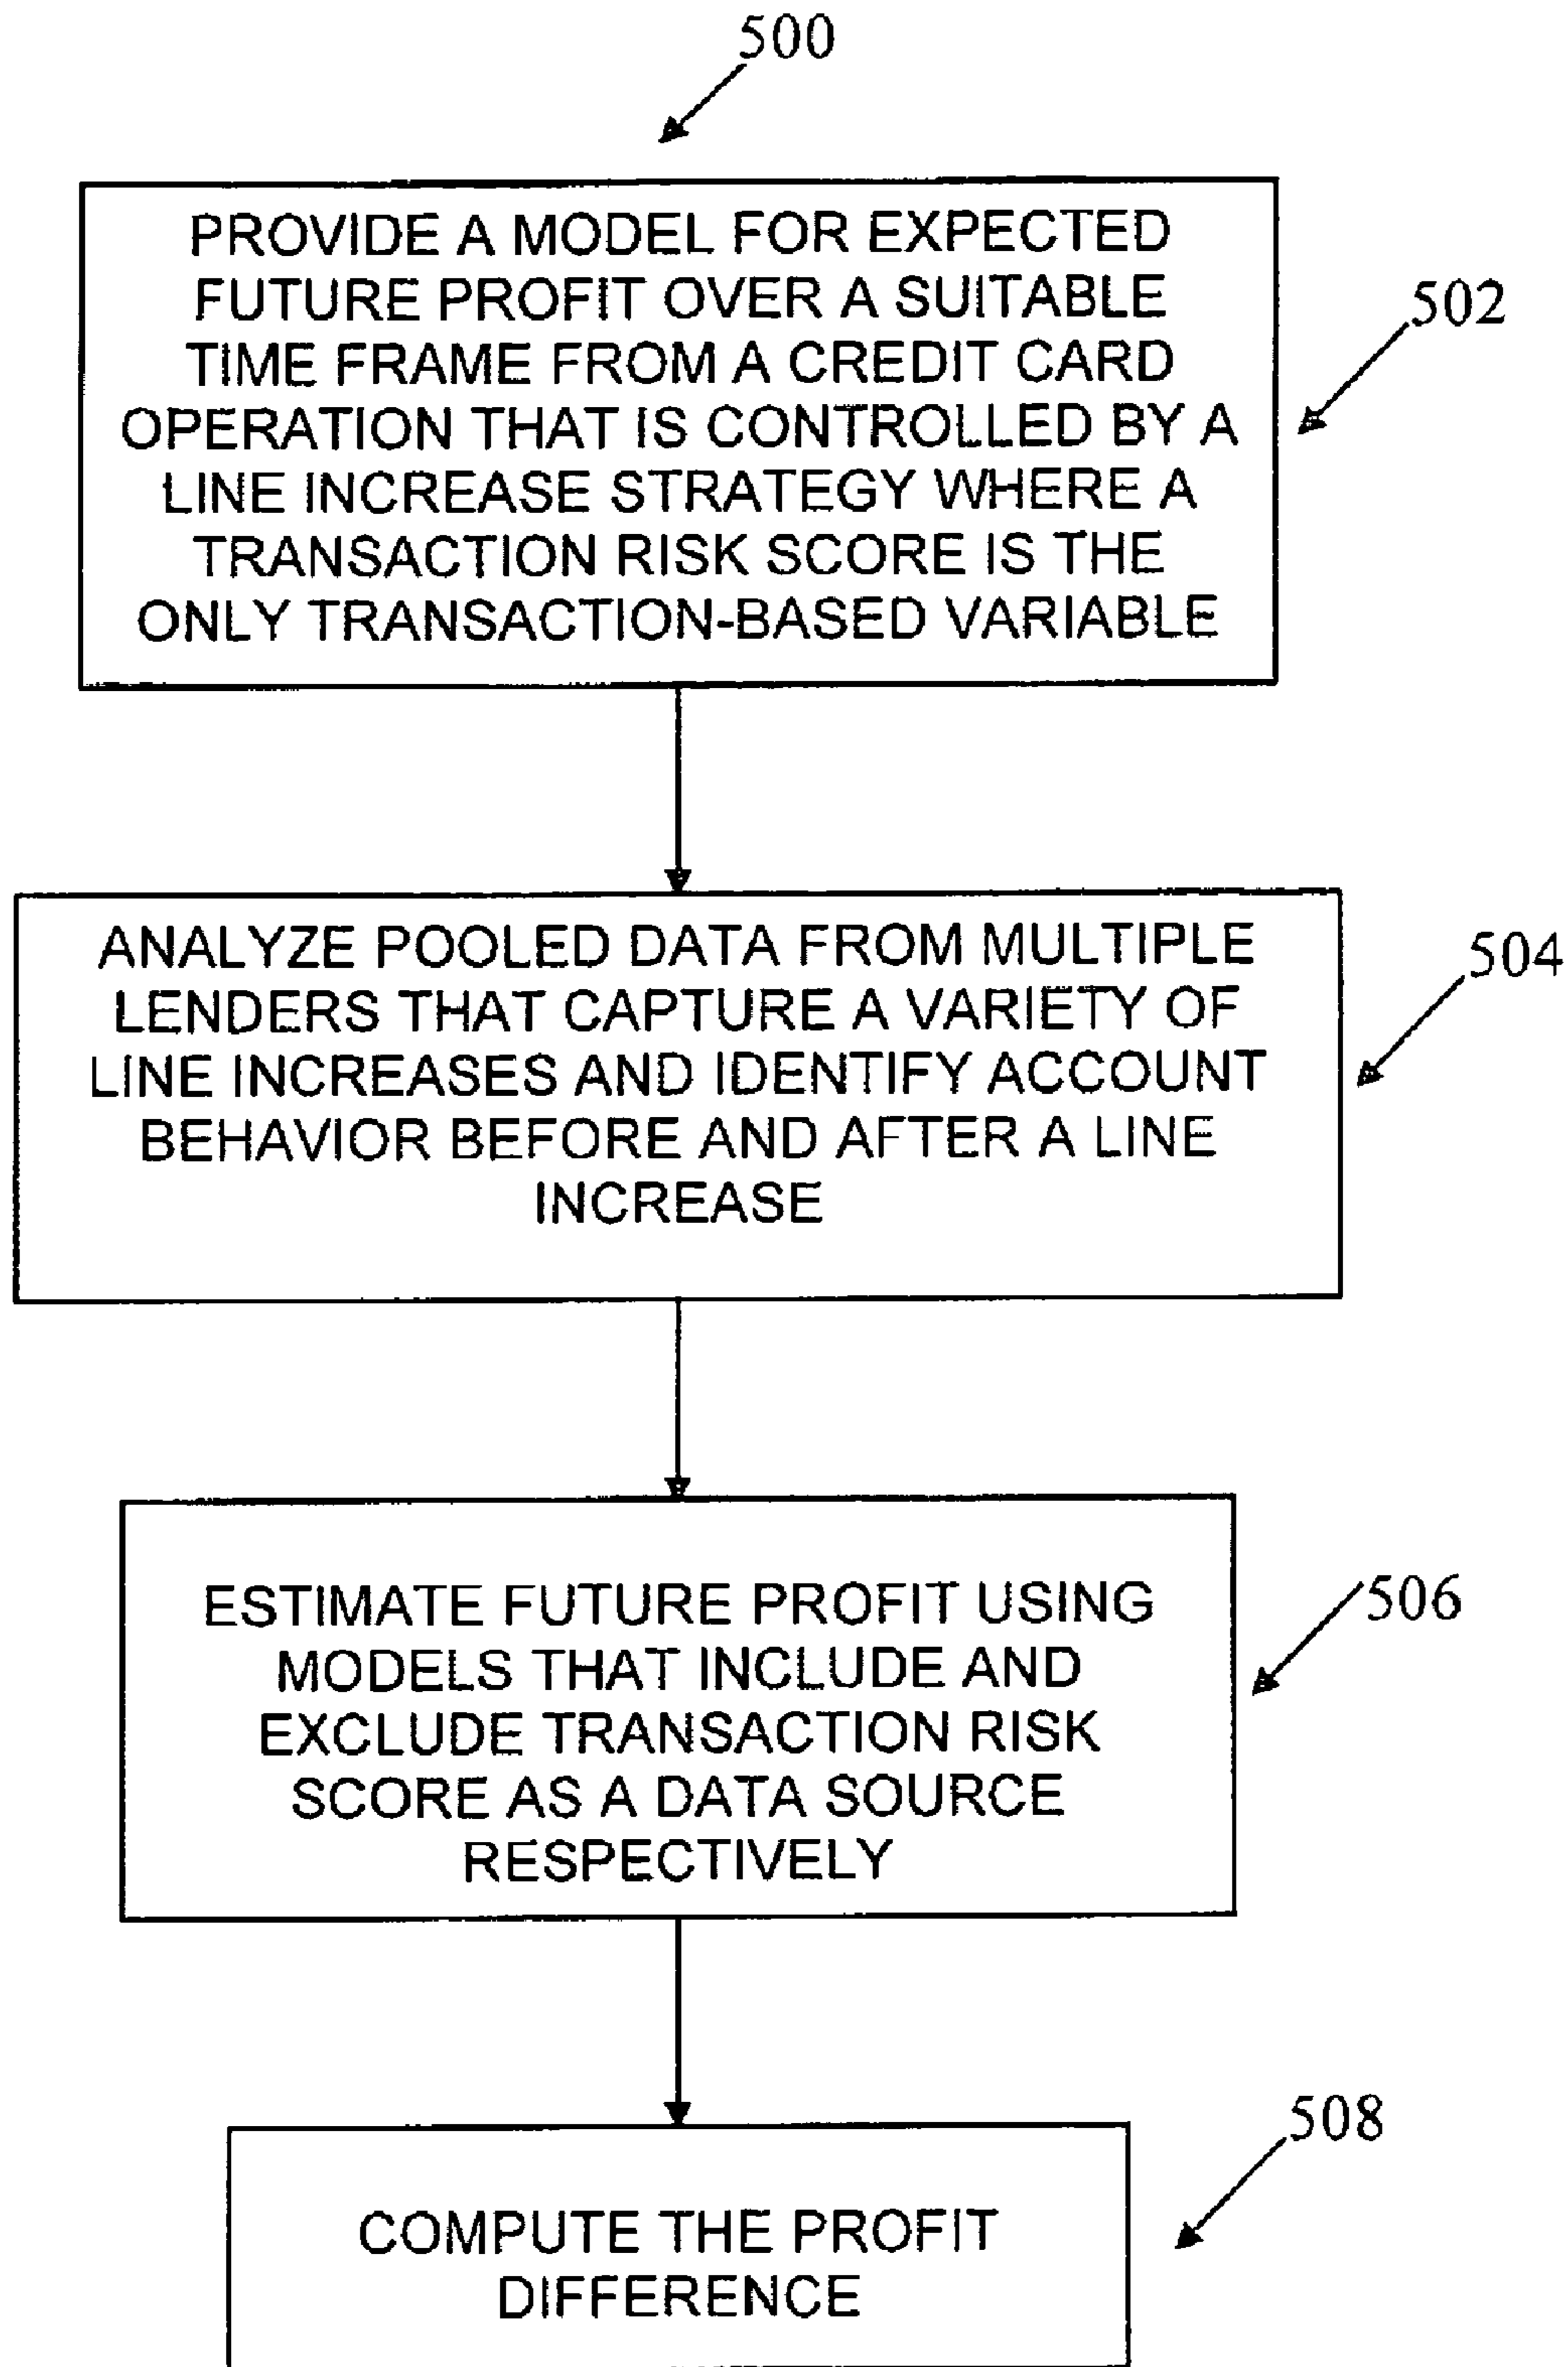 500
PROVIDE A MODEL FOR EXPECTED
FUTURE PROFIT OVER A SUITABLE
TIME FRAME FROM A CREDIT CARD
OPERATION THAT IS CONTROLLED BY A
LINE INCREASE STRATEGY WHERE A
TRANSACTION RISK SCORE IS THE
ONLY TRANSACTION-BASED VARIABLE
502
ANALYZE POOLED DATA FROM MULTIPLE
LENDERS THAT CAPTURE A VARIETY OF
LINE INCREASES AND IDENTIFY ACCOUNT
BEHAVIOR BEFORE AND AFTER A LINE
INCREASE
504
ESTIMATE FUTURE PROFIT USING
MODELS THAT INCLUDE AND
EXCLUDE TRANSACTION RISK
SCORE AS A DATA SOURCE
RESPECTIVELY
506
COMPUTE THE PROFIT
DIFFERENCE
508